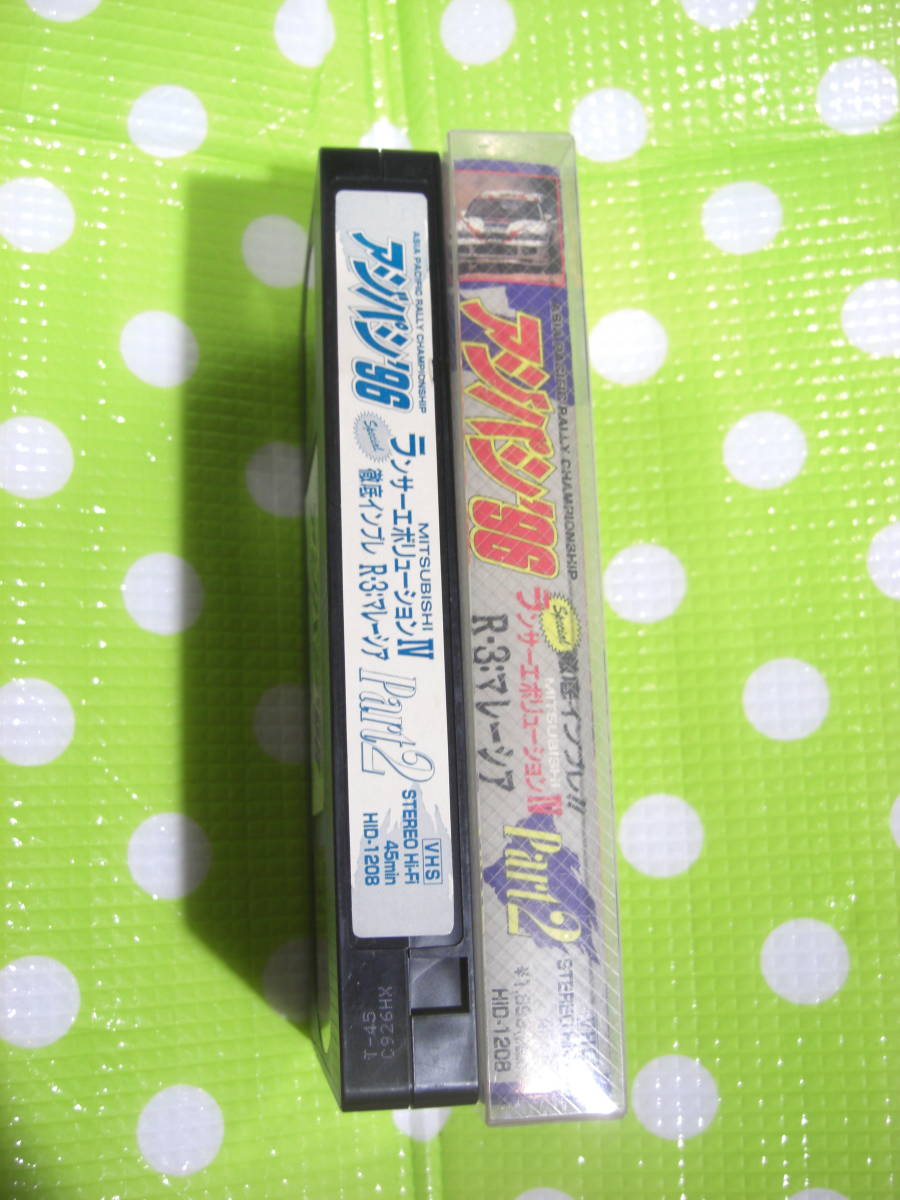 ASIA PACIFIC RALLY CHAMPIONSHIP
アジパシ'96
Special
MITSUBISHI
ランサーエボリューションIV
徹底インプレ R-3:マレーシア
Part2
VHS
STEREO Hi-Fi
45min
HID-1208
T-45
C926HX
ASIA PACIFIC RALLY CHAMPIONSHIP
アジパシ'96
Special
徹底インプレ!!
MITSUBISHI
ランサーエボリューションIV
R-3:マレーシア
Part2
VHS
STEREO
HID-1208